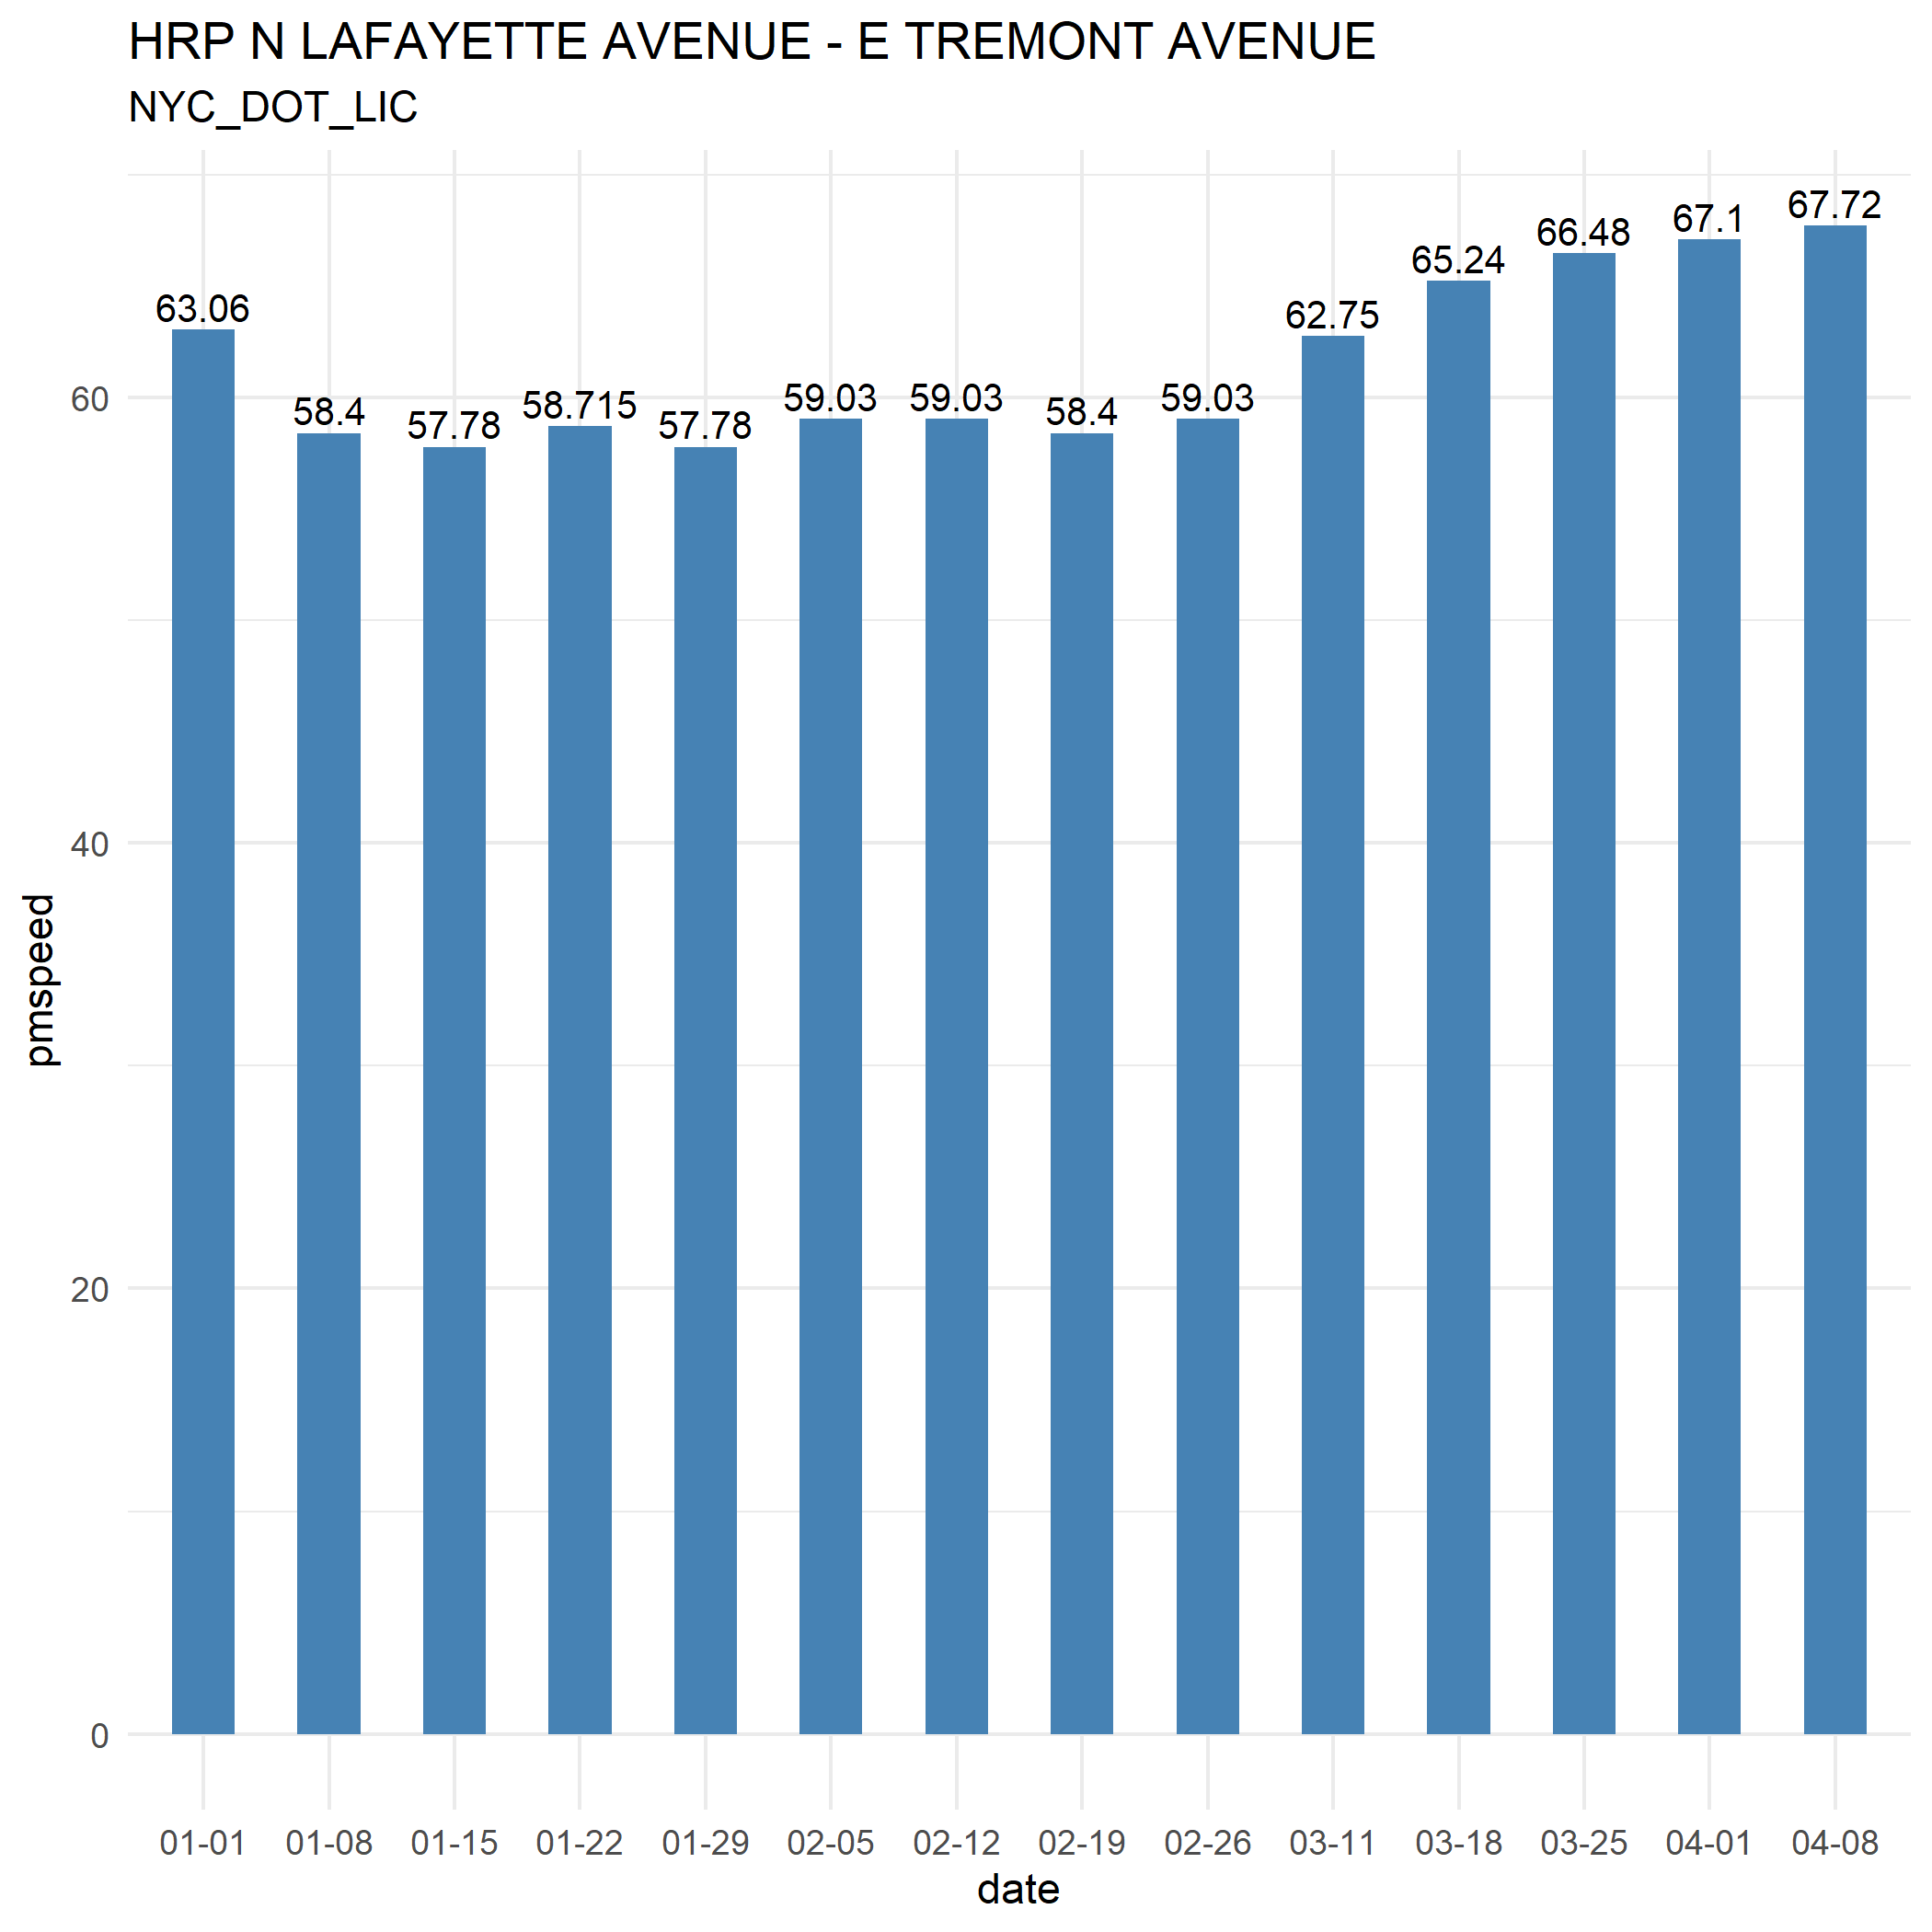 HRP N LAFAYETTE AVENUE - E TREMONT AVENUE
NYC_DOT_LIC
63.06 58.4 57.78 58.715 57.78 59.03 59.03 58.4 59.03 62.75 65.24 66.48 67.1 67.72
60
40
20
0
pmspeed
01-01 01-08 01-15 01-22 01-29 02-05 02-12 02-19 02-26 03-11 03-18 03-25 04-01 04-08
date